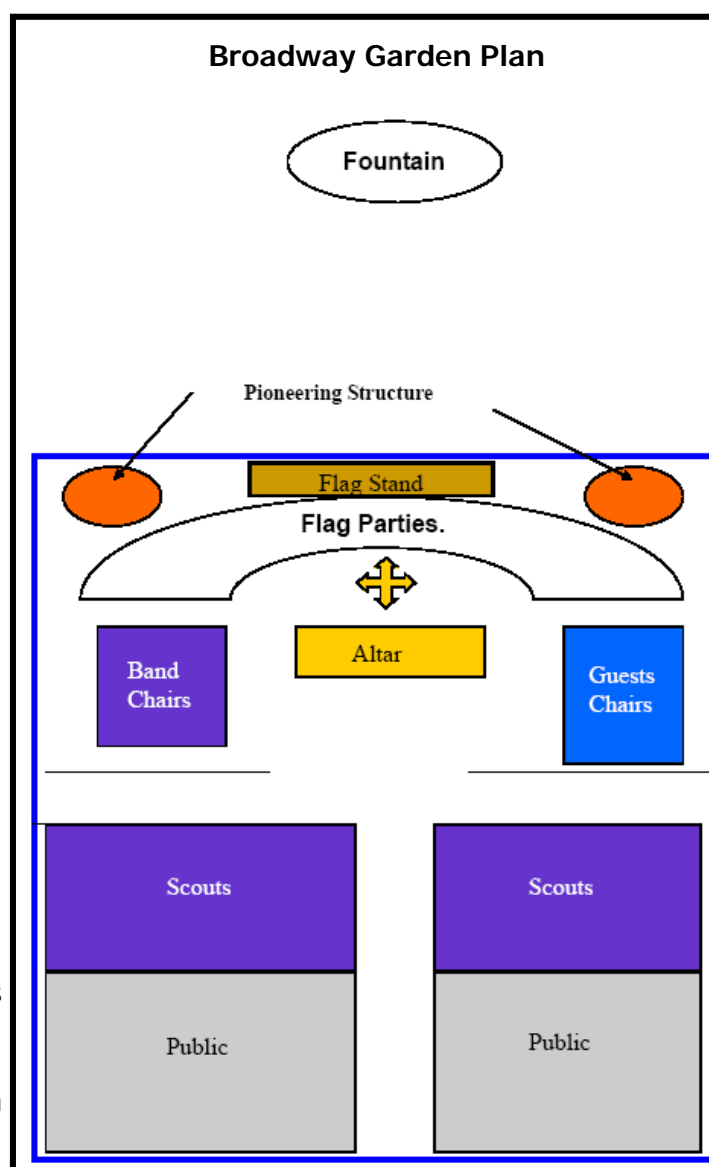 Broadway Garden Plan
Fountain
Pioneering Structure
Flag Stand
Flag Parties.
Altar
Band
Chairs
Guests
Chairs
Scouts
Scouts
Public
Public